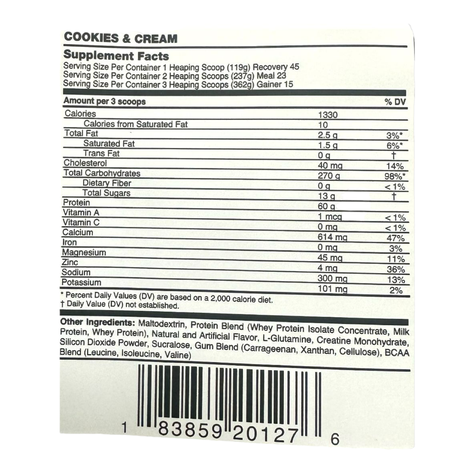 COOKIES & CREAM
Supplement Facts
Serving Size Per Container 1 Heaping Scoop (119g) Recovery 45
Serving Size Per Container 2 Heaping Scoops (237g) Meal 23
Serving Size Per Container 3 Heaping Scoops (362g) Gainer 15
Amount per 3 scoops % DV
Calories 1330
Calories from Saturated Fat 10
Total Fat 2.5 g 3%*
Saturated Fat 1.5 g 6%*
Trans Fat 0 g †
Cholesterol 40 mg 14%
Total Carbohydrates 270 g 98%*
Dietary Fiber 0 g < 1%
Total Sugars 13 g †
Protein 60 g
Vitamin A 1 mcg < 1%
Vitamin C 0 mg < 1%
Calcium 614 mg 47%
Iron 0 mg 3%
Magnesium 45 mg 11%
Zinc 4 mg 36%
Sodium 300 mg 13%
Potassium 101 mg 2%
* Percent Daily Values (DV) are based on a 2,000 calorie diet.
† Daily Value (DV) not established.
Other Ingredients: Maltodextrin, Protein Blend (Whey Protein Isolate Concentrate, Milk
Protein, Whey Protein), Natural and Artificial Flavor, L-Glutamine, Creatine Monohydrate,
Silicon Dioxide Powder, Sucralose, Gum Blend (Carrageenan, Xanthan, Cellulose), BCAA
Blend (Leucine, Isoleucine, Valine)
1 83859 20127 6